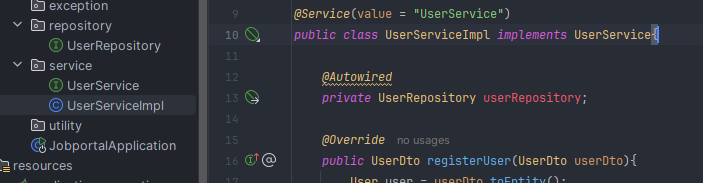 exception
repository
UserRepository
service
UserService
UserServiceImpl
utility
JobportalApplication
resources
9 @Service(value = "UserService")
10 public class UserServiceImpl implements UserService{
11
12 @Autowired
13 private UserRepository userRepository;
14
15 @Override no usages
16 public UserDto registerUser(UserDto userDto){
17 User user = userDto.toEntity();